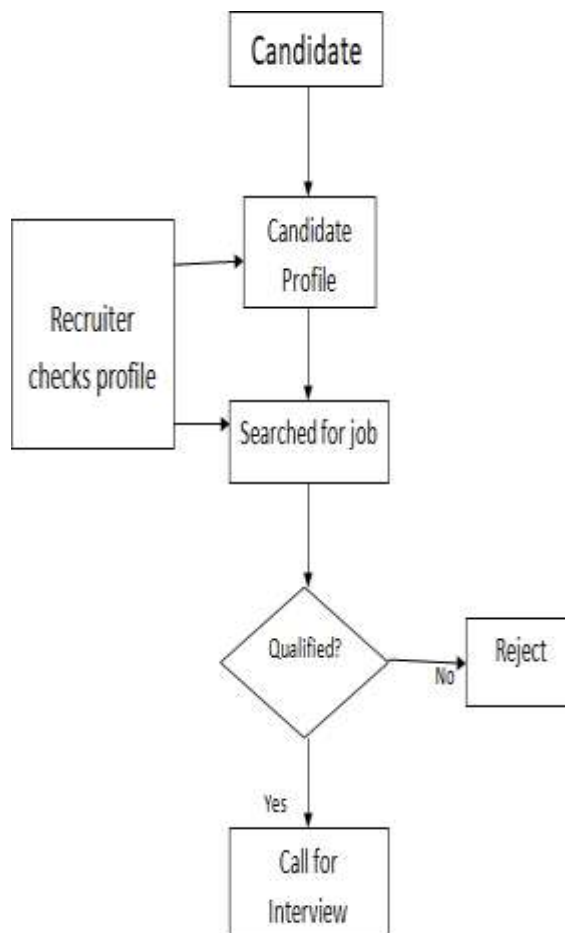 Candidate
Candidate
Profile
Recruiter
checks profile
Searched for job
Qualified?
No
Reject
Yes
Call for
Interview